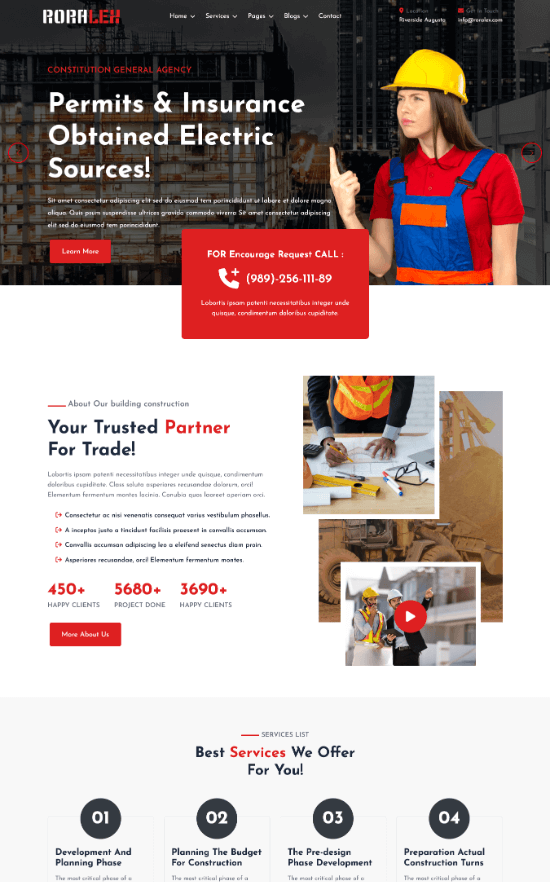 RORALEX
Home Services Pages Blogs Contact
Location
Riverside Augusta
Get In Touch
info@roralex.com
CONSTITUTION GENERAL AGENCY
Permits & Insurance
Obtained Electric
Sources!
Sit amet consectetur adipiscing elit sed do eiusmod tem porincididunt ut labore et dolore magna
aliqua. Quis ipsum suspendisse ultrices gravida commodo viverra Sit amet consectetur adipiscing
elit sed do eiusmod tem porincididunt.
Learn More
FOR Encourage Request CALL :
(989)-256-111-89
Lobortis ipsam potenti necessitatibus integer unde
quisque, condimentum doloribus cupiditate.
About Our building construction
Your Trusted Partner
For Trade!
Lobortis ipsam potenti necessitatibus integer unde quisque, condimentum
doloribus cupiditate. Class soluta asperiores recusandae dolorum, orci!
Elementum fermentum montes lacinia. Conubia quos laoreet aperiam orci.
Consectetur ac nisi venenatis consequat varius vestibulum phasellus.
A inceptos justo a tincidunt facilisis praesent in convallis accumsan.
Convallis accumsan adipiscing leo a eleifend senectus diam proin.
Asperiores recusandae, orci! Elementum fermentum montes.
450+ 5680+ 3690+
HAPPY CLIENTS PROJECT DONE HAPPY CLIENTS
More About Us
SERVICES LIST
Best Services We Offer
For You!
01 02 03 04
Development And
Planning Phase
Planning The Budget
For Construction
The Pre-design
Phase Development
Preparation Actual
Construction Turns
The most critical phase of a
The most critical phase of a
The most critical phase of a
The most critical phase of a